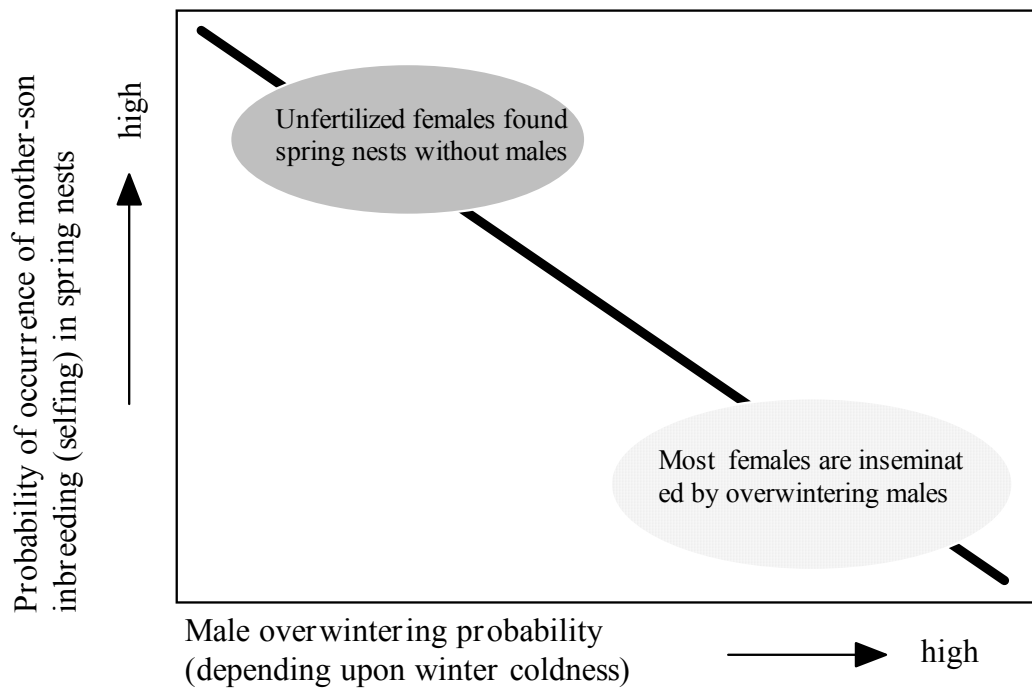 Probability of occurrence of mother-son
inbreeding (selfing) in spring nests
high
Unfertilized females found
spring nests without males
Most females are inseminat
ed by overwintering males
Male overwintering probability
(depending upon winter coldness)
high